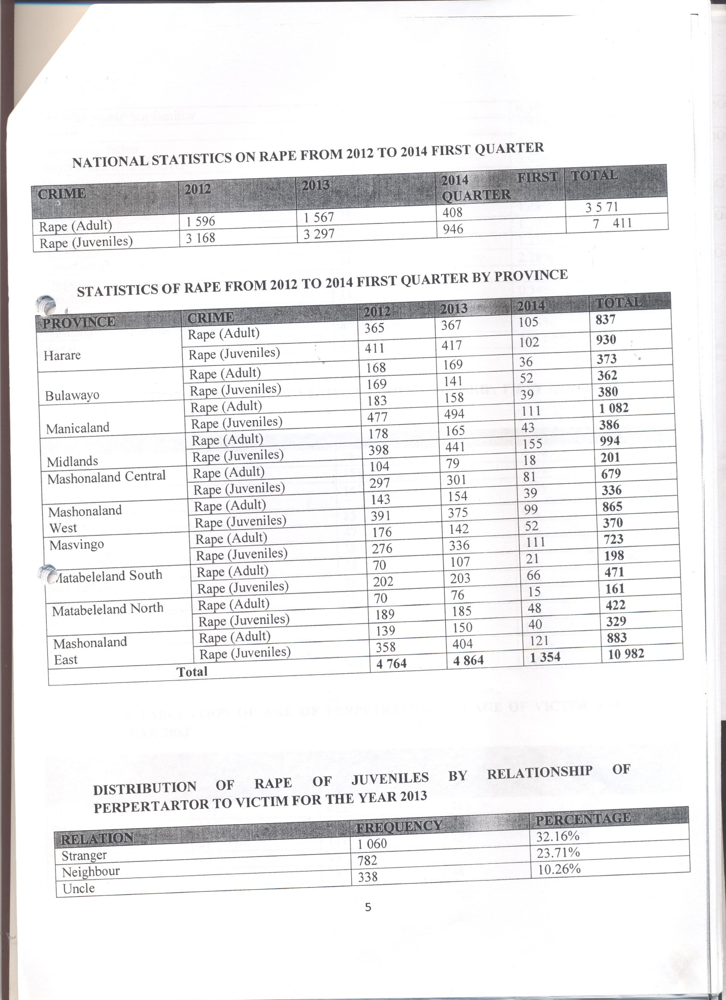 NATIONAL STATISTICS ON RAPE FROM 2012 TO 2014 FIRST QUARTER
CRIME 2012 2013 2014 FIRST QUARTER TOTAL
Rape (Adult) 1 596 1 567 408 3 5 71
Rape (Juveniles) 3 168 3 297 946 7 411
STATISTICS OF RAPE FROM 2012 TO 2014 FIRST QUARTER BY PROVINCE
PROVINCE CRIME 2012 2013 2014 TOTAL
Harare Rape (Adult) 365 367 105 837
Rape (Juveniles) 411 417 102 930
Bulawayo Rape (Adult) 168 169 36 373
Rape (Juveniles) 169 141 52 362
Manicaland Rape (Adult) 183 158 39 380
Rape (Juveniles) 477 494 111 1 082
Midlands Rape (Adult) 178 165 43 386
Rape (Juveniles) 398 441 155 994
Mashonaland Central Rape (Adult) 104 79 18 201
Rape (Juveniles) 297 301 81 679
Mashonaland Rape (Adult) 143 154 39 336
West Rape (Juveniles) 391 375 99 865
Masvingo Rape (Adult) 176 142 52 370
Rape (Juveniles) 276 336 111 723
Matabeleland South Rape (Adult) 70 107 21 198
Rape (Juveniles) 202 203 66 471
Matabeleland North Rape (Adult) 70 76 15 161
Rape (Juveniles) 189 185 48 422
Mashonaland Rape (Adult) 139 150 40 329
East Rape (Juveniles) 358 404 121 883
Total 4 764 4 864 1 354 10 982
DISTRIBUTION OF RAPE OF JUVENILES BY RELATIONSHIP OF
PERPERTARTOR TO VICTIM FOR THE YEAR 2013
RELATION FREQUENCY PERCENTAGE
Stranger 1 060 32.16%
Neighbour 782 23.71%
Uncle 338 10.26%
5